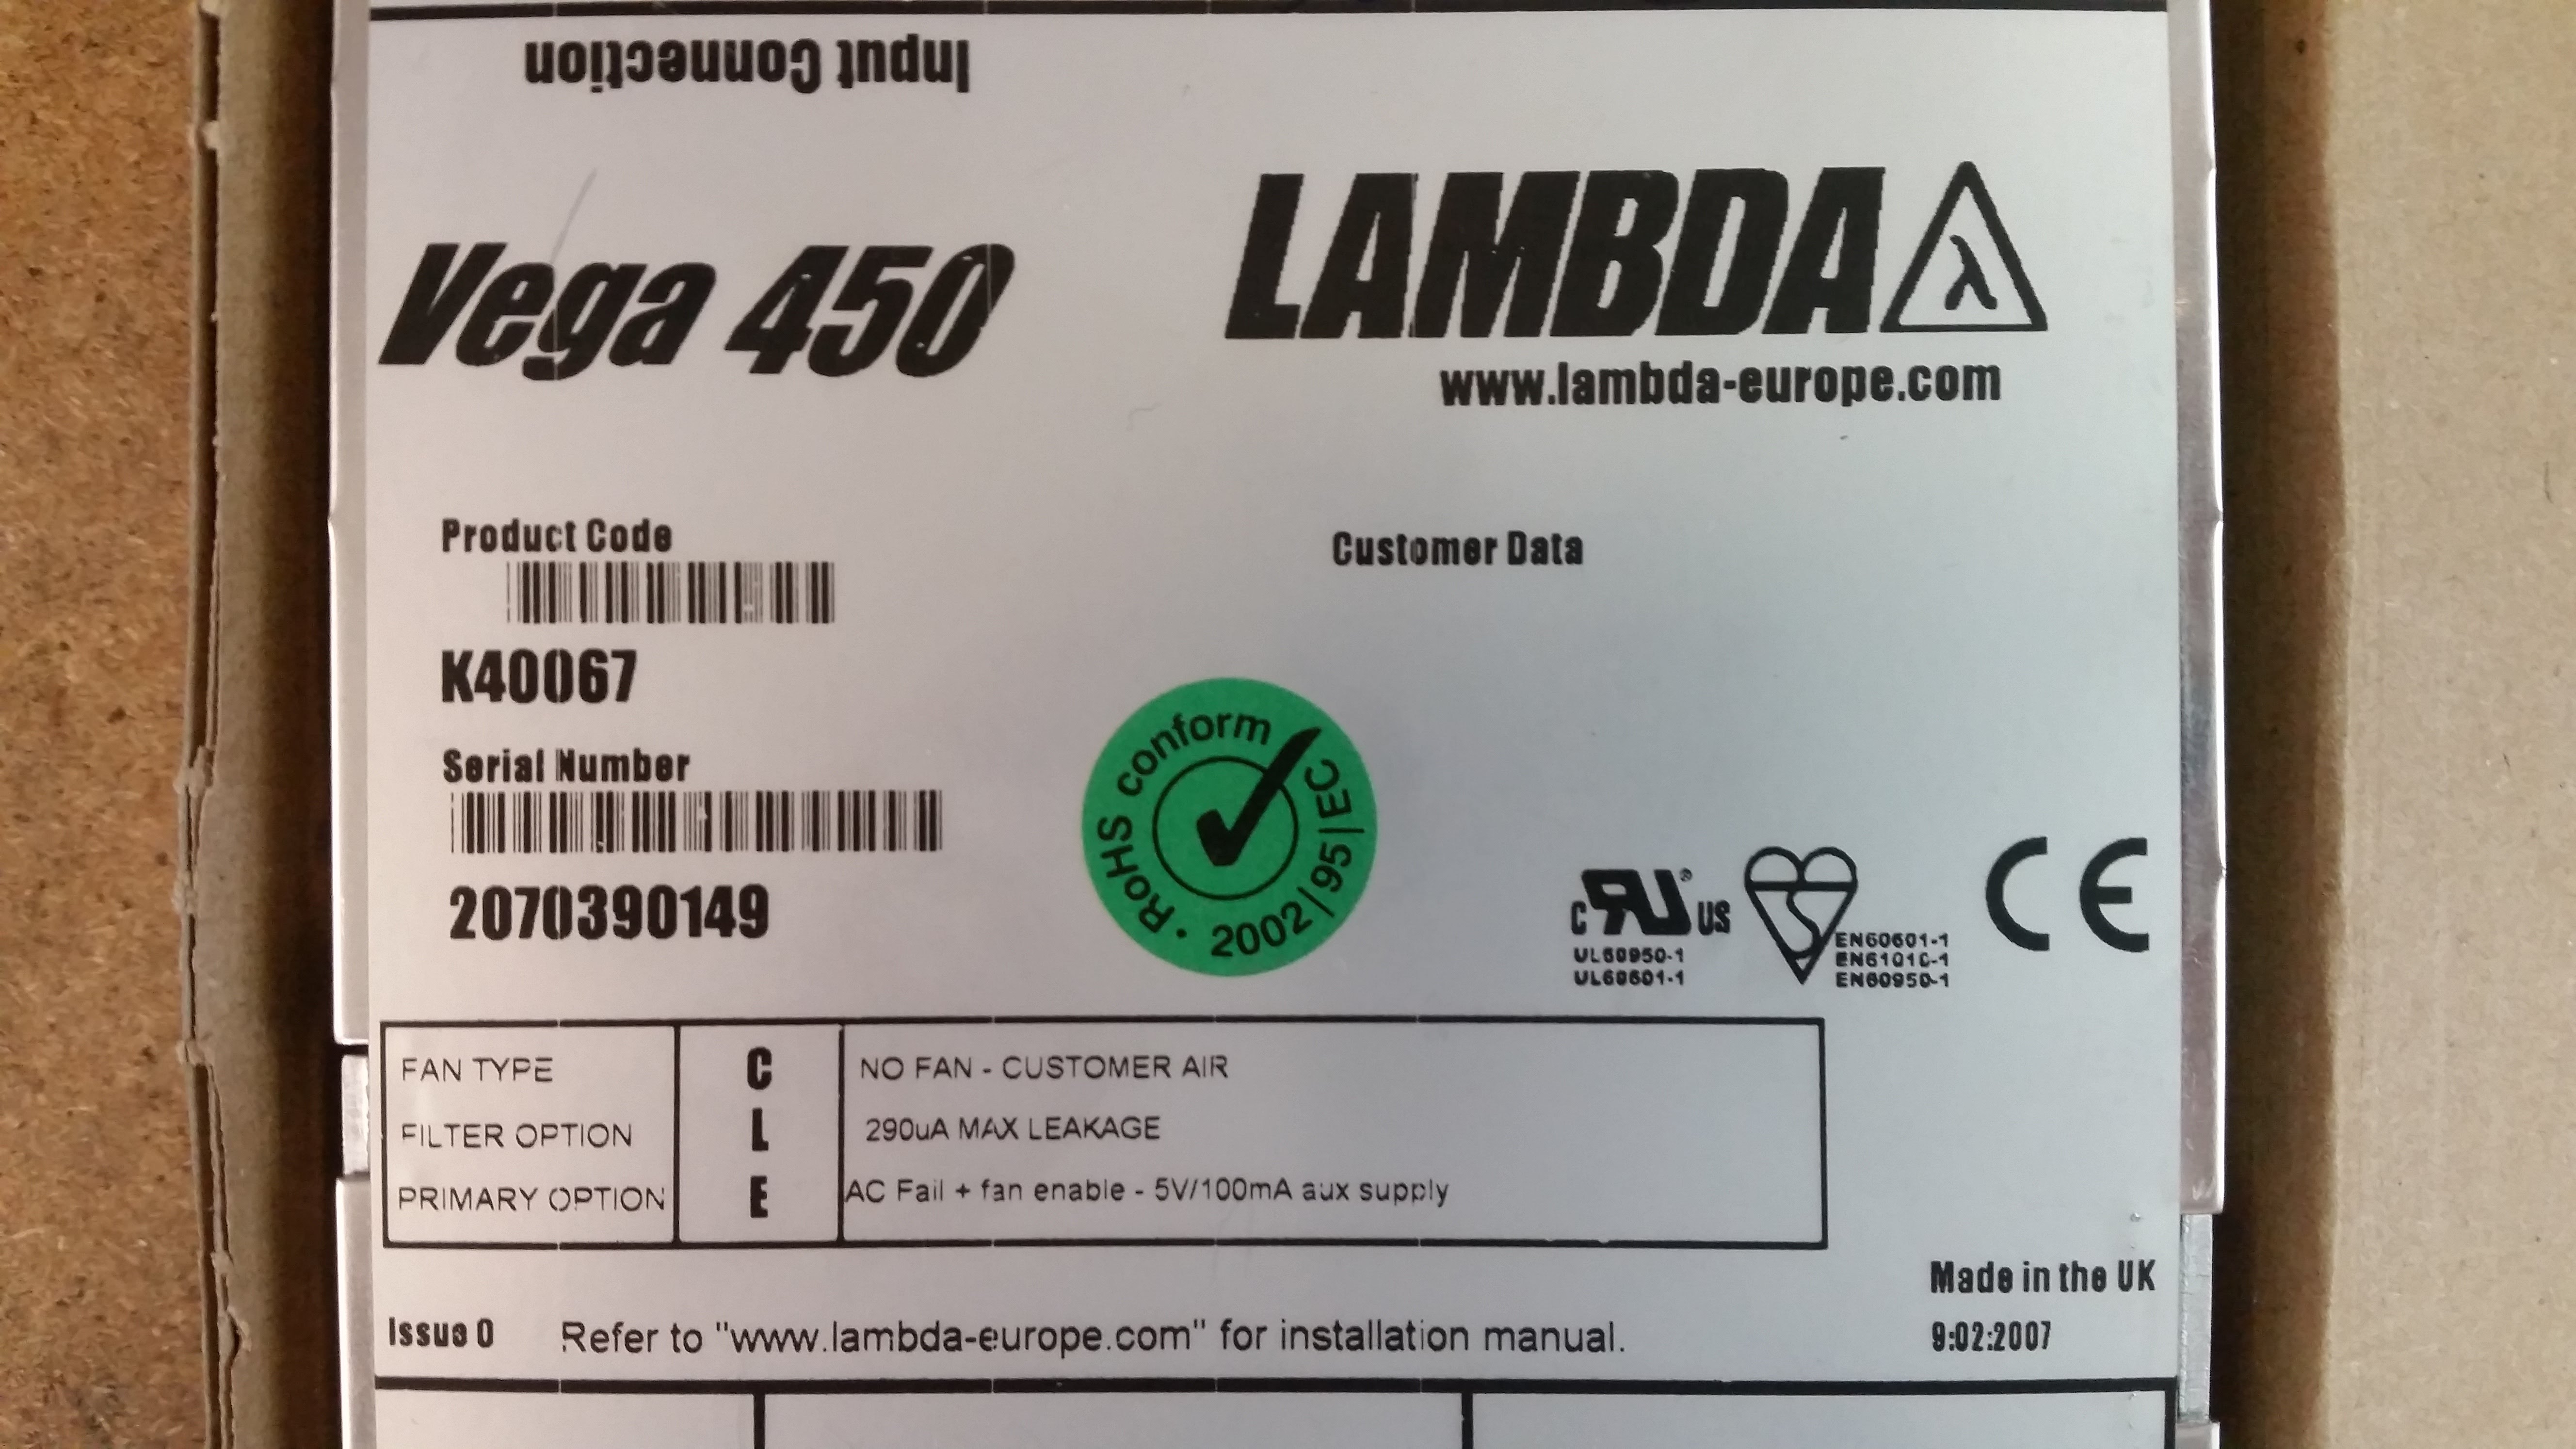 Input Connection
Vega 450
LAMBDA λ
www.lambda-europe.com
Product Code
K40067
Customer Data
Serial Number
2070390149
RoHS conform
· 2002/95/EC
C RU ® US
UL60950-1
UL60601-1
EN60601-1
EN61010-1
EN60950-1
CE
FAN TYPE C NO FAN - CUSTOMER AIR
FILTER OPTION L 290uA MAX LEAKAGE
PRIMARY OPTION E AC Fail + fan enable - 5V/100mA aux supply
Made in the UK
Issue 0 Refer to "www.lambda-europe.com" for installation manual.
9:02:2007